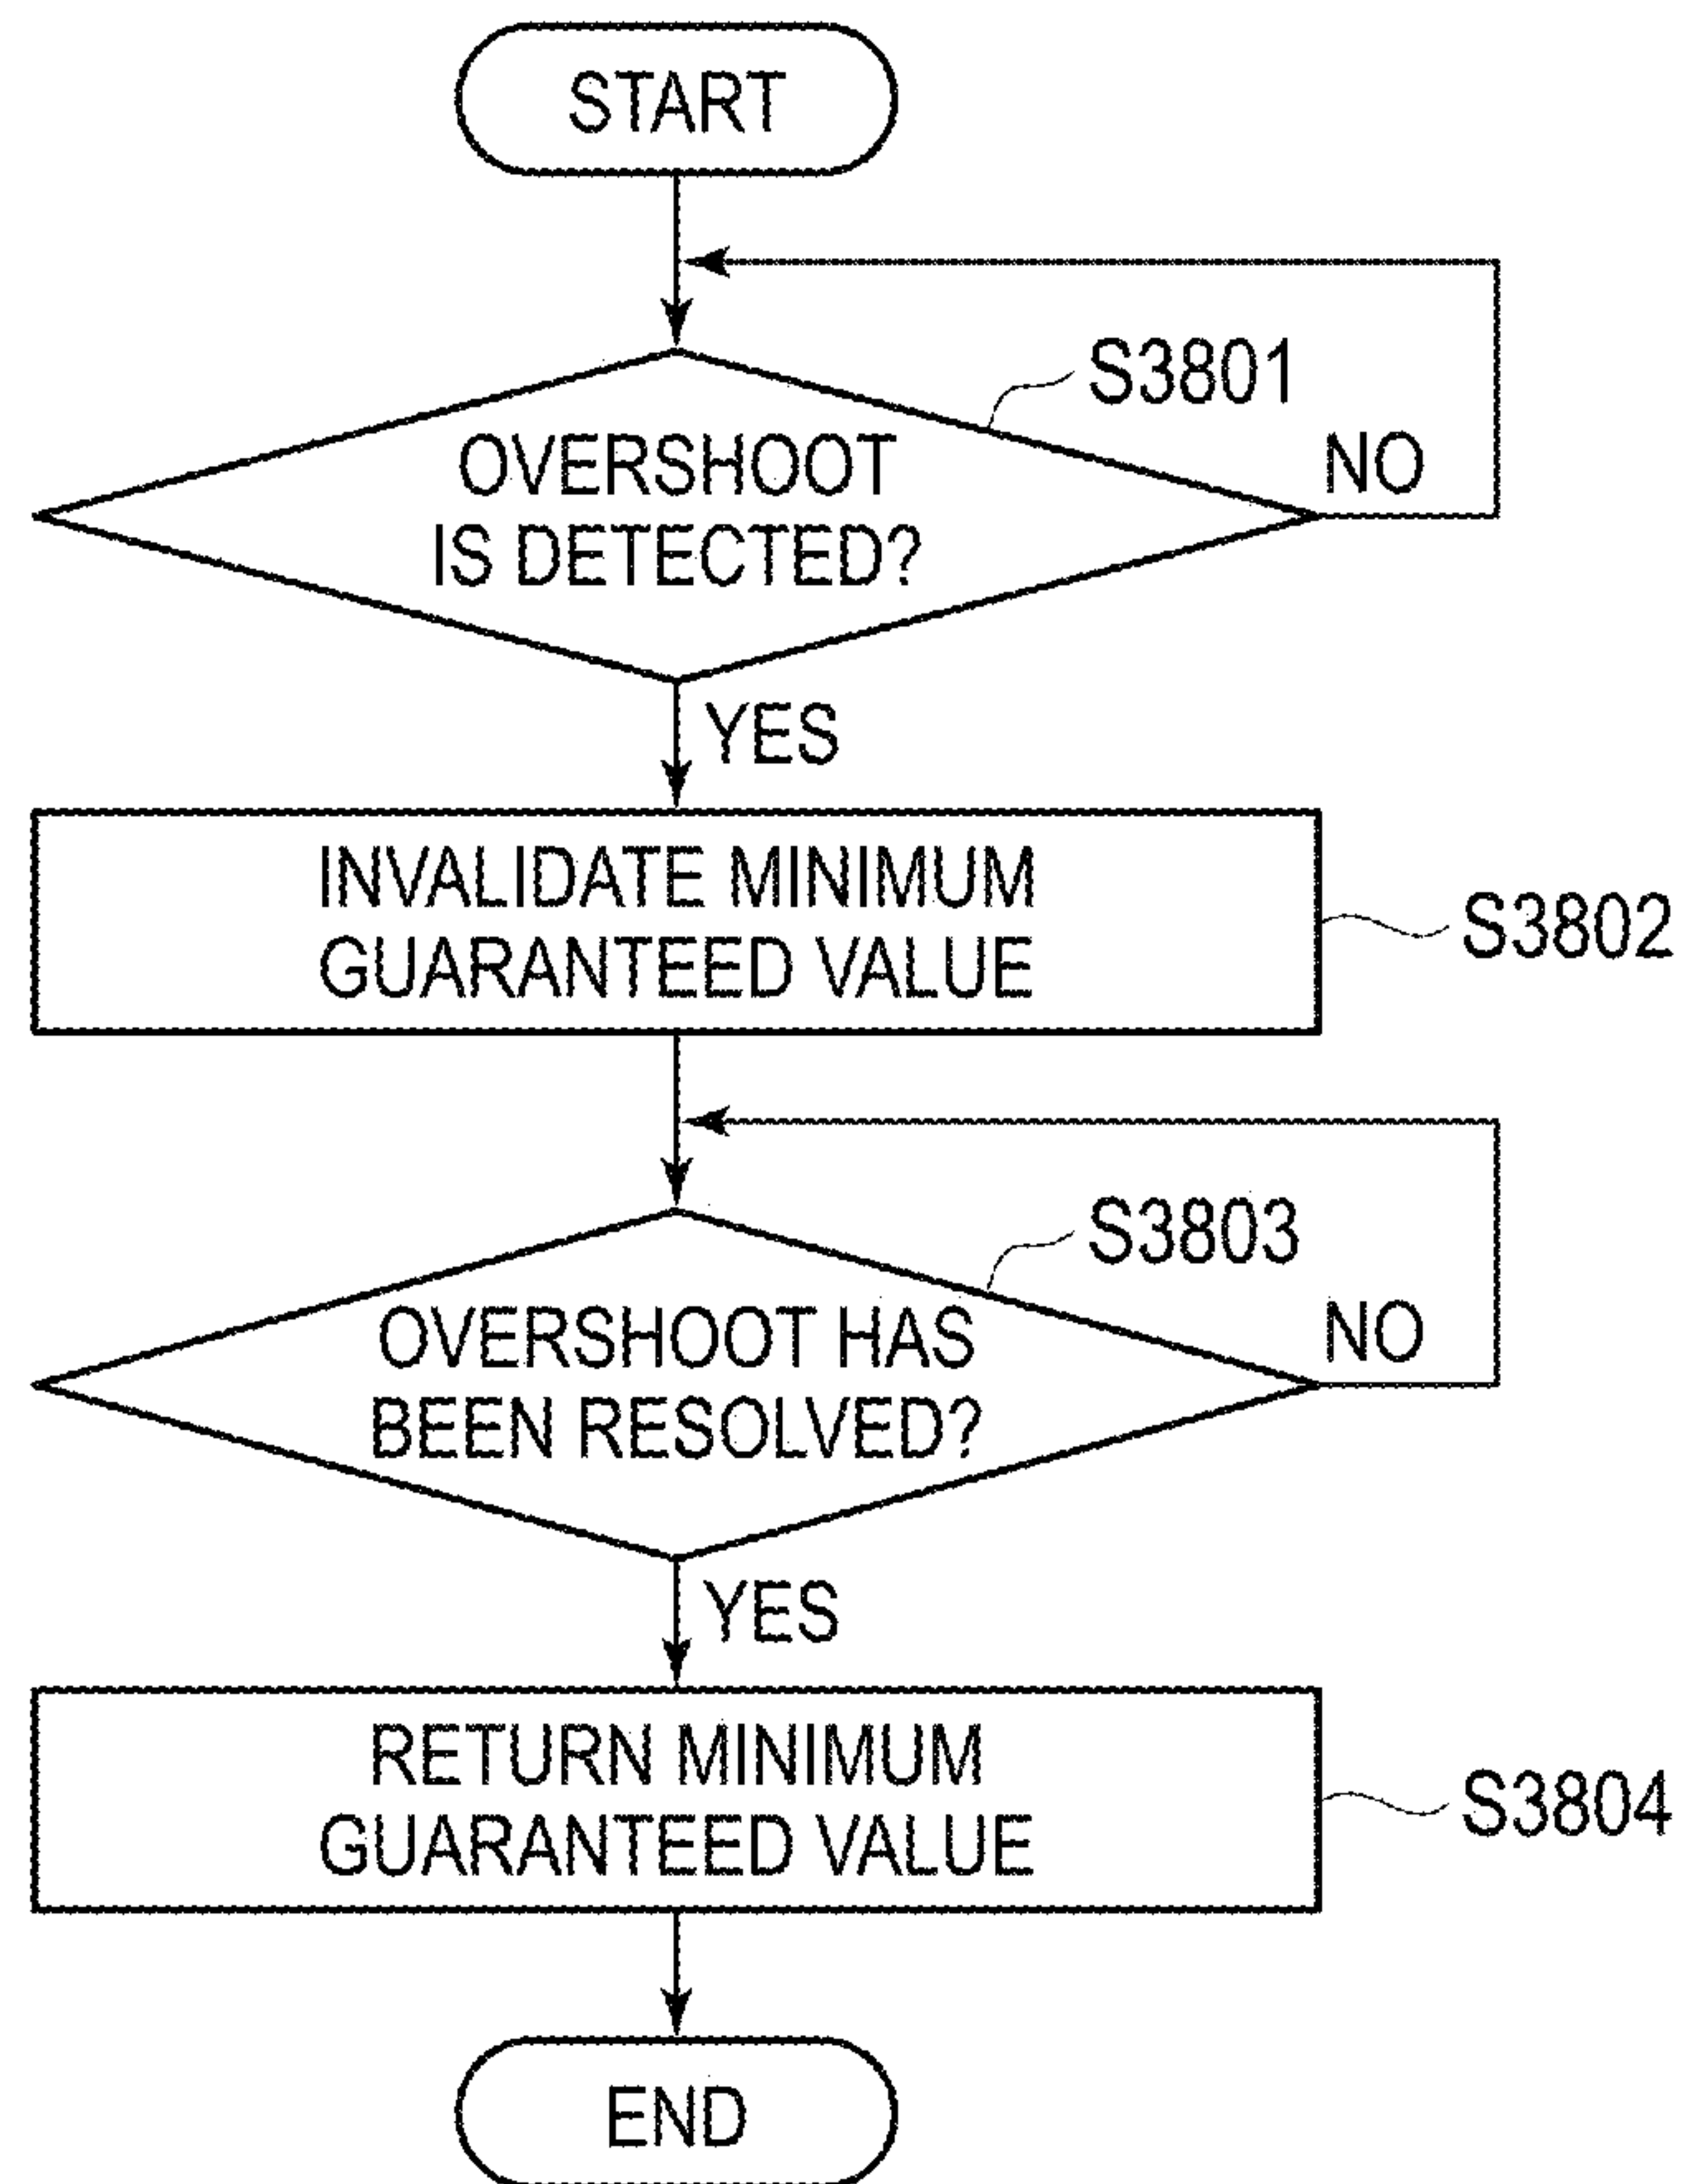 START
S3801
OVERSHOOT
IS DETECTED?
NO
YES
INVALIDATE MINIMUM
GUARANTEED VALUE
S3802
S3803
OVERSHOOT HAS
BEEN RESOLVED?
NO
YES
RETURN MINIMUM
GUARANTEED VALUE
S3804
END